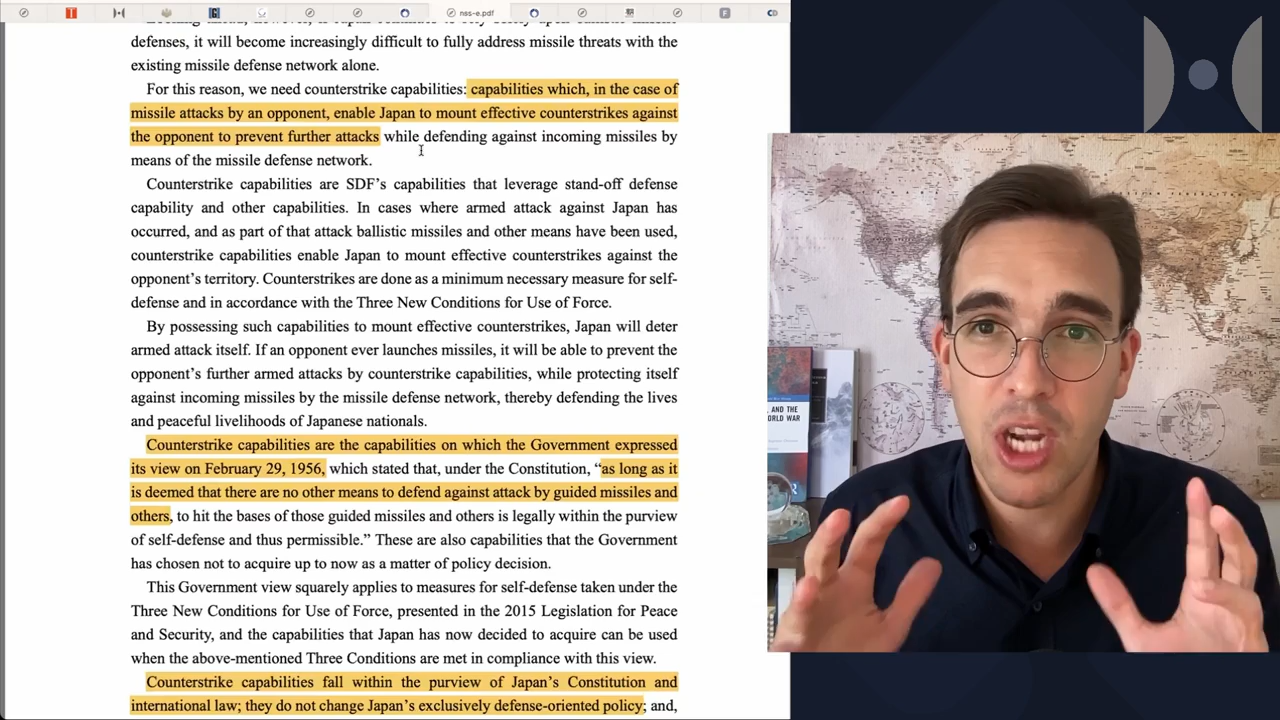 nss-e.pdf
defenses, it will become increasingly difficult to fully address missile threats with the
existing missile defense network alone.
For this reason, we need counterstrike capabilities: capabilities which, in the case of
missile attacks by an opponent, enable Japan to mount effective counterstrikes against
the opponent to prevent further attacks while defending against incoming missiles by
means of the missile defense network.
Counterstrike capabilities are SDF's capabilities that leverage stand-off defense
capability and other capabilities. In cases where armed attack against Japan has
occurred, and as part of that attack ballistic missiles and other means have been used,
counterstrike capabilities enable Japan to mount effective counterstrikes against the
opponent's territory. Counterstrikes are done as a minimum necessary measure for self-
defense and in accordance with the Three New Conditions for Use of Force.
By possessing such capabilities to mount effective counterstrikes, Japan will deter
armed attack itself. If an opponent ever launches missiles, it will be able to prevent the
opponent's further armed attacks by counterstrike capabilities, while protecting itself
against incoming missiles by the missile defense network, thereby defending the lives
and peaceful livelihoods of Japanese nationals.
Counterstrike capabilities are the capabilities on which the Government expressed
its view on February 29, 1956, which stated that, under the Constitution, “as long as it
is deemed that there are no other means to defend against attack by guided missiles and
others, to hit the bases of those guided missiles and others is legally within the purview
of self-defense and thus permissible.” These are also capabilities that the Government
has chosen not to acquire up to now as a matter of policy decision.
This Government view squarely applies to measures for self-defense taken under the
Three New Conditions for Use of Force, presented in the 2015 Legislation for Peace
and Security, and the capabilities that Japan has now decided to acquire can be used
when the above-mentioned Three Conditions are met in compliance with this view.
Counterstrike capabilities fall within the purview of Japan's Constitution and
international law; they do not change Japan's exclusively defense-oriented policy; and,
AND THE
WORLD WAR